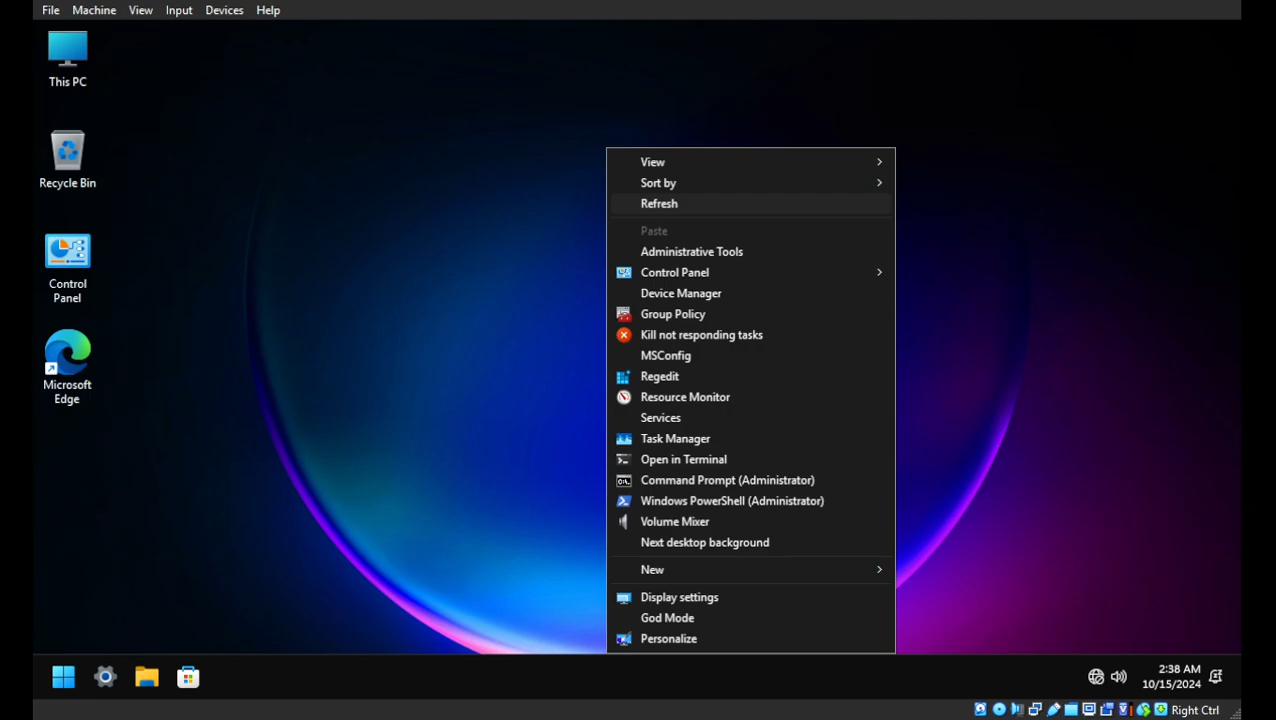 File Machine View Input Devices Help
This PC
Recycle Bin
Control
Panel
Microsoft
Edge
View
Sort by
Refresh
Paste
Administrative Tools
Control Panel
Device Manager
Group Policy
Kill not responding tasks
MSConfig
Regedit
Resource Monitor
Services
Task Manager
Open in Terminal
Command Prompt (Administrator)
Windows PowerShell (Administrator)
Volume Mixer
Next desktop background
New
Display settings
God Mode
Personalize
2:38 AM
10/15/2024
Right Ctrl